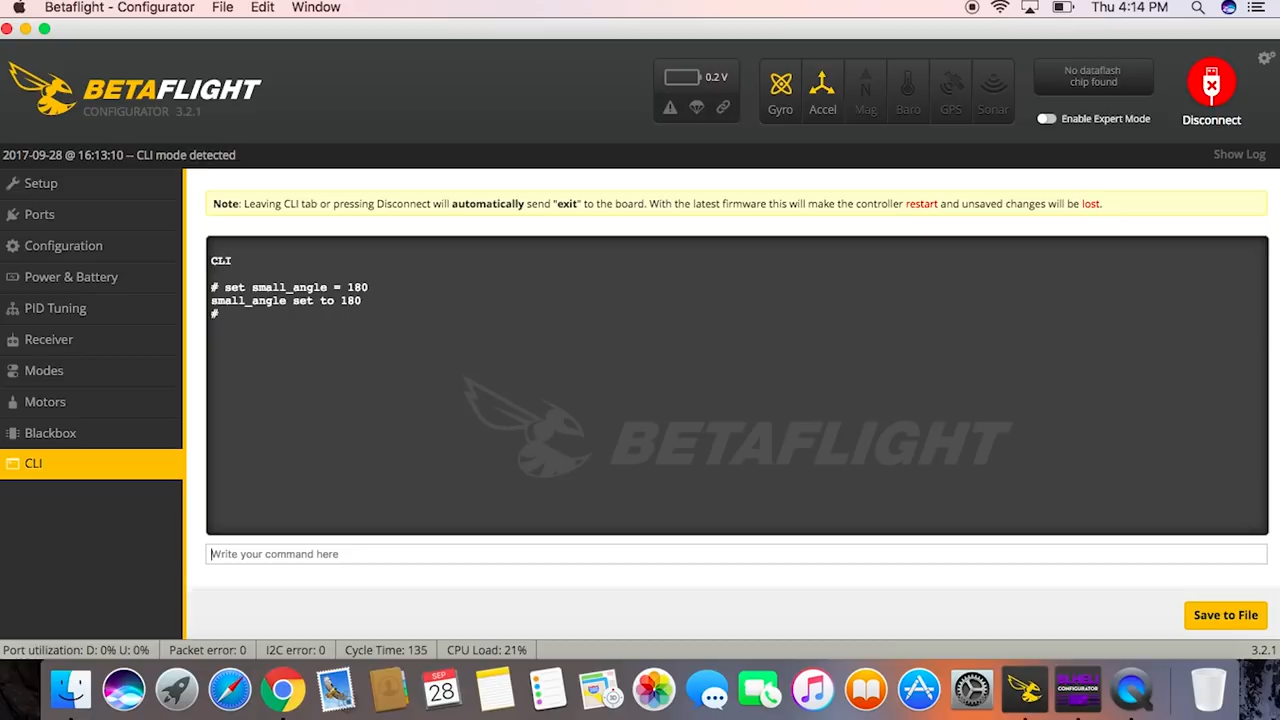 Betaflight - Configurator File Edit Window Thu 4:14 PM
BETAFLIGHT
CONFIGURATOR 3.2.1
0.2 V
Gyro Accel Mag Baro GPS Sonar
No dataflash
chip found
Enable Expert Mode
Disconnect
2017-09-28 @ 16:13:10 -- CLI mode detected
Show Log
Setup
Ports
Configuration
Power & Battery
PID Tuning
Receiver
Modes
Motors
Blackbox
CLI
Note: Leaving CLI tab or pressing Disconnect will automatically send "exit" to the board. With the latest firmware this will make the controller restart and unsaved changes will be lost.
CLI
# set small_angle = 180
small_angle set to 180
#
BETAFLIGHT
Write your command here
Save to File
Port utilization: D: 0% U: 0% Packet error: 0 I2C error: 0 Cycle Time: 135 CPU Load: 21% 3.2.1
SEP
28
BLHELI
CONFIGURATOR